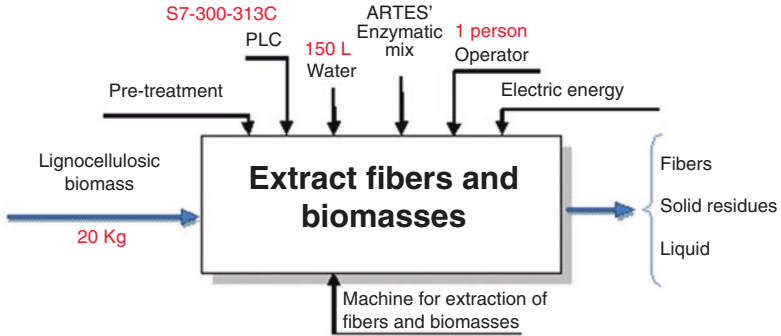 S7-300-313C
PLC
150 L
Water
ARTES'
Enzymatic
mix
1 person
Operator
Pre-treatment
Electric energy
Lignocellulosic
biomass
20 Kg
Extract fibers and
biomasses
Fibers
Solid residues
Liquid
Machine for extraction of
fibers and biomasses